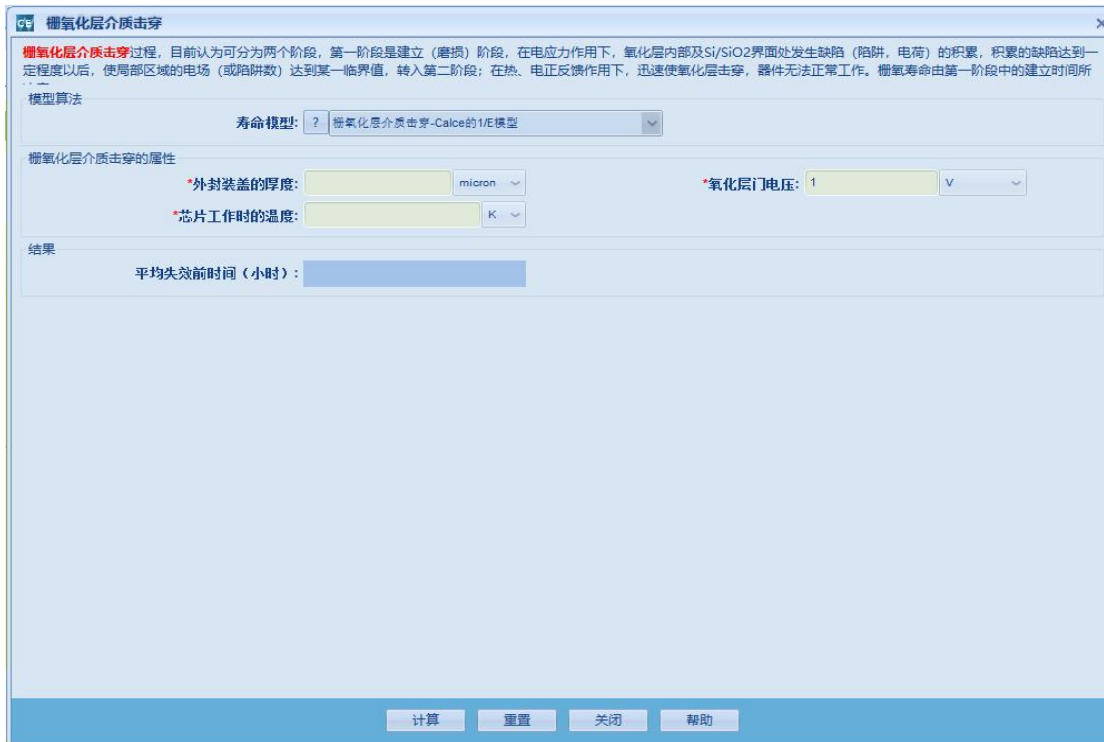 栅氧化层介质击穿
栅氧化层介质击穿过程，目前认为可分为两个阶段，第一阶段是建立（磨损）阶段，在电应力作用下，氧化层内部及Si/SiO2界面处发生缺陷（陷阱，电荷）的积累，积累的缺陷达到一
定程度以后，使局部区域的电场（或陷阱数）达到某一临界值，转入第二阶段；在热、电正反馈作用下，迅速使氧化层击穿，器件无法正常工作。栅氧寿命由第一阶段中的建立时间所
模型算法
寿命模型: ? 栅氧化层介质击穿-Calce的1/E模型
栅氧化层介质击穿的属性
*外封装盖的厚度: micron *氧化层门电压: 1 V
*芯片工作时的温度: K
结果
平均失效前时间（小时）:
计算 重置 关闭 帮助